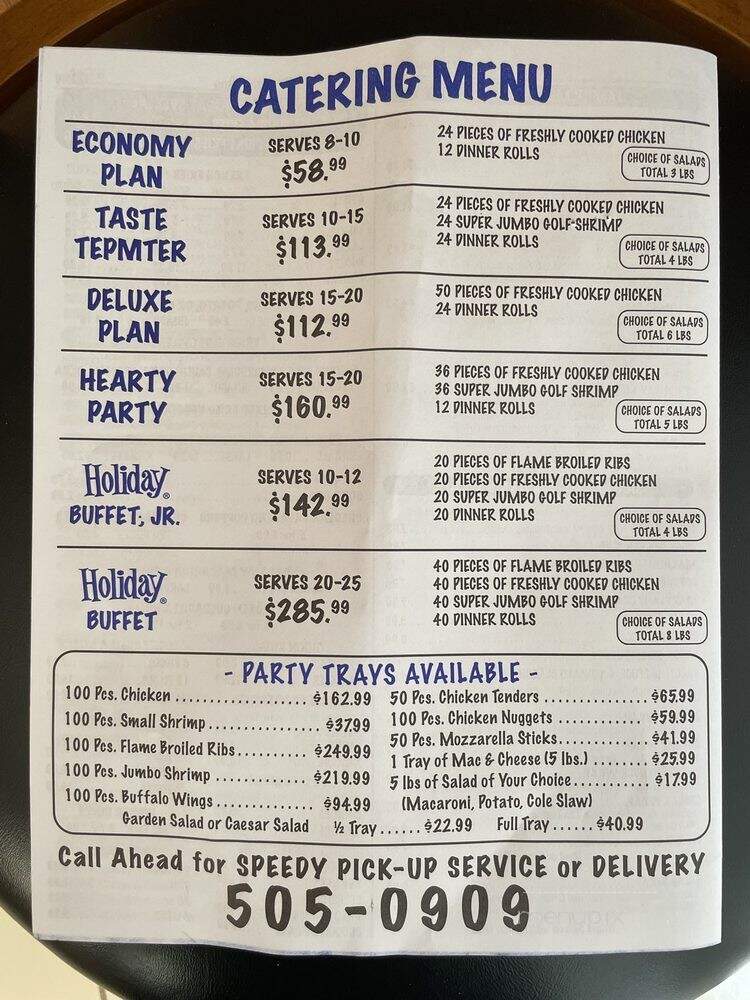 CATERING MENU
ECONOMY
PLAN
SERVES 8-10
$58.99
24 PIECES OF FRESHLY COOKED CHICKEN
12 DINNER ROLLS
CHOICE OF SALADS
TOTAL 3 LBS
TASTE
TEPMTER
SERVES 10-15
$113.99
24 PIECES OF FRESHLY COOKED CHICKEN
24 SUPER JUMBO GOLF SHRIMP
24 DINNER ROLLS
CHOICE OF SALADS
TOTAL 4 LBS
DELUXE
PLAN
SERVES 15-20
$112.99
50 PIECES OF FRESHLY COOKED CHICKEN
24 DINNER ROLLS
CHOICE OF SALADS
TOTAL 6 LBS
HEARTY
PARTY
SERVES 15-20
$160.99
36 PIECES OF FRESHLY COOKED CHICKEN
36 SUPER JUMBO GOLF SHRIMP
12 DINNER ROLLS
CHOICE OF SALADS
TOTAL 5 LBS
Holiday®
BUFFET, JR.
SERVES 10-12
$142.99
20 PIECES OF FLAME BROILED RIBS
20 PIECES OF FRESHLY COOKED CHICKEN
20 SUPER JUMBO GOLF SHRIMP
20 DINNER ROLLS
CHOICE OF SALADS
TOTAL 4 LBS
Holiday®
BUFFET
SERVES 20-25
$285.99
40 PIECES OF FLAME BROILED RIBS
40 PIECES OF FRESHLY COOKED CHICKEN
40 SUPER JUMBO GOLF SHRIMP
40 DINNER ROLLS
CHOICE OF SALADS
TOTAL 8 LBS
- PARTY TRAYS AVAILABLE -
100 Pcs. Chicken .................. $162.99
100 Pcs. Small Shrimp ............... $37.99
100 Pcs. Flame Broiled Ribs.......... $249.99
100 Pcs. Jumbo Shrimp ............. $219.99
100 Pcs. Buffalo Wings ............. $94.99
50 Pcs. Chicken Tenders .............. $65.99
100 Pcs. Chicken Nuggets ............ $59.99
50 Pcs. Mozzarella Sticks............ $41.99
1 Tray of Mac & Cheese (5 lbs.) ........ $25.99
5 lbs of Salad of Your Choice........... $17.99
(Macaroni, Potato, Cole Slaw)
Garden Salad or Caesar Salad ½ Tray ...... $22.99 Full Tray ...... $40.99
Call Ahead for SPEEDY PICK-UP SERVICE or DELIVERY
505-0909